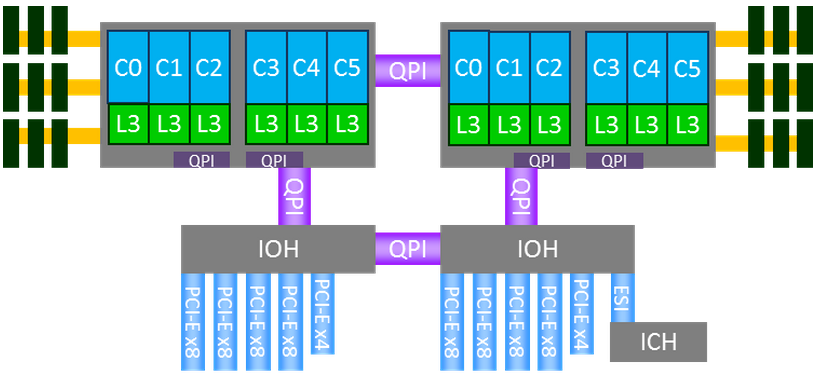 C0 C1 C2 C3 C4 C5 QPI C0 C1 C2 C3 C4 C5
L3 L3 L3 L3 L3 L3 L3 L3 L3 L3 L3 L3
QPI QPI QPI QPI
QPI QPI
IOH QPI IOH
PCI-E x8 PCI-E x8 PCI-E x8 PCI-E x8 PCI-E x4 PCI-E x8 PCI-E x8 PCI-E x8 PCI-E x8 PCI-E x4 ESI
ICH